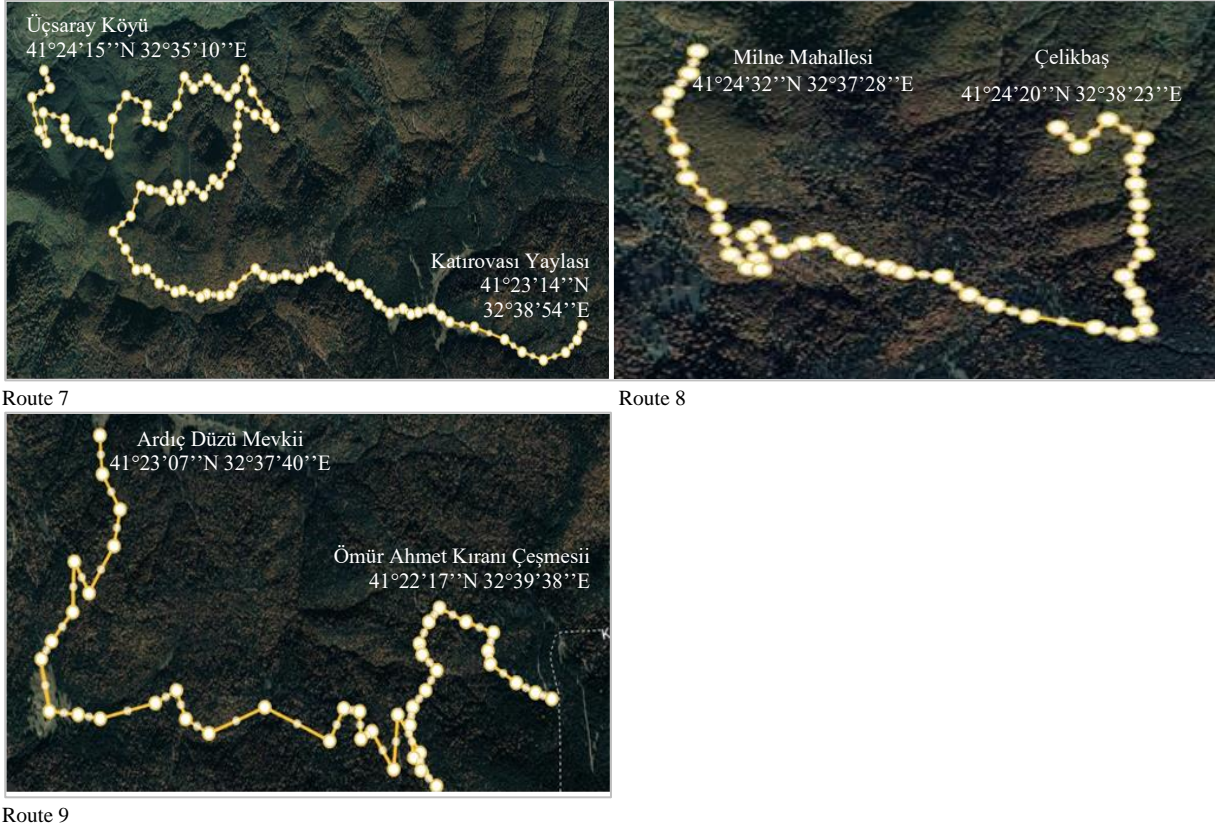 Üçsaray Köyü
41°24’15’’N 32°35’10’’E
Katırovası Yaylası
41°23’14’’N
32°38’54’’E
Route 7
Milne Mahallesi
41°24’32’’N 32°37’28’’E
Çelikbaş
41°24’20’’N 32°38’23’’E
Route 8
Ardıç Düzü Mevkii
41°23’07’’N 32°37’40’’E
Ömür Ahmet Kıranı Çeşmesii
41°22’17’’N 32°39’38’’E
K
Route 9